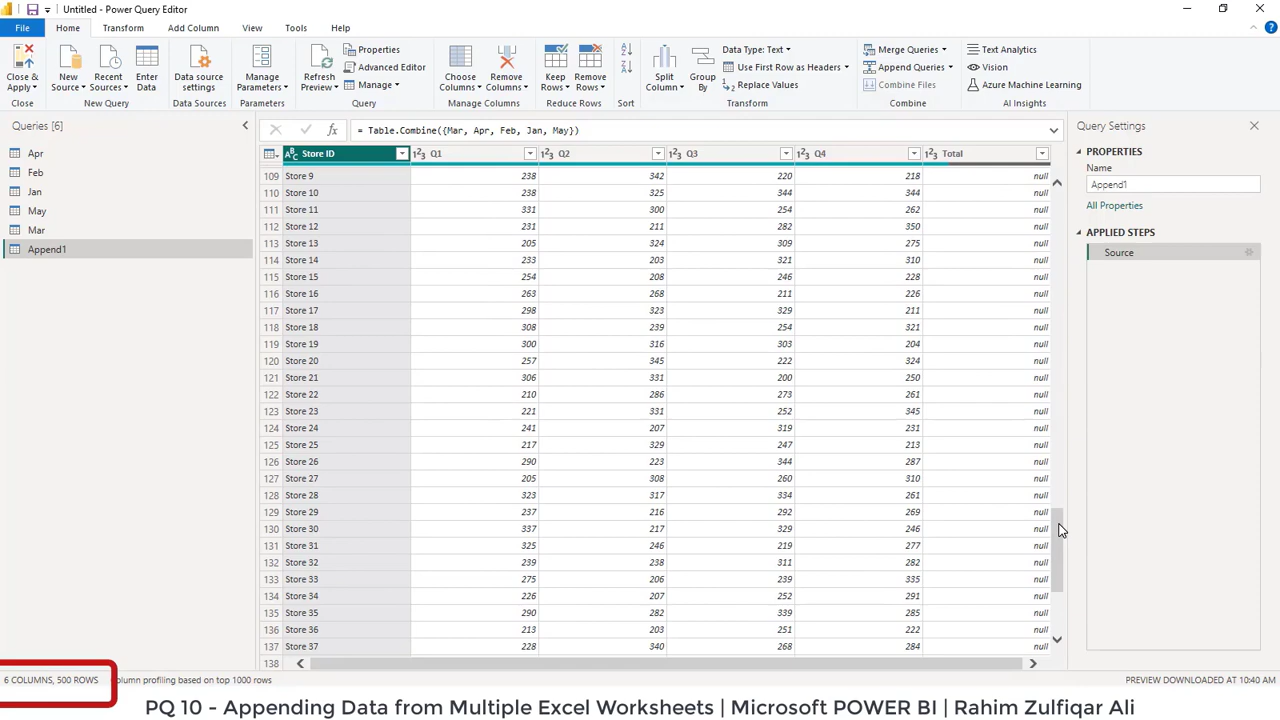 Untitled - Power Query Editor
File Home Transform Add Column View Tools Help
Close & Apply
New Source
Recent Sources
Enter Data
Data source settings
Manage Parameters
Refresh Preview
Properties
Advanced Editor
Manage
Choose Columns
Remove Columns
Keep Rows
Remove Rows
Split Column
Group By
Data Type: Text
Use First Row as Headers
Replace Values
Merge Queries
Append Queries
Combine Files
Text Analytics
Vision
Azure Machine Learning
Close New Query Data Sources Parameters Query Manage Columns Reduce Rows Sort Transform Combine AI Insights
Queries [6]
Apr
Feb
Jan
May
Mar
Append1
fx = Table.Combine({Mar, Apr, Feb, Jan, May})
ABC Store ID 123 Q1 123 Q2 123 Q3 123 Q4 123 Total
109 Store 9 238 342 220 218 null
110 Store 10 238 325 344 344 null
111 Store 11 331 300 254 262 null
112 Store 12 231 211 282 350 null
113 Store 13 205 324 309 275 null
114 Store 14 233 203 321 310 null
115 Store 15 254 208 246 228 null
116 Store 16 263 268 211 226 null
117 Store 17 298 323 329 211 null
118 Store 18 308 239 254 321 null
119 Store 19 300 316 303 204 null
120 Store 20 257 345 222 324 null
121 Store 21 306 331 200 250 null
122 Store 22 210 286 273 261 null
123 Store 23 221 331 252 345 null
124 Store 24 241 207 319 231 null
125 Store 25 217 329 247 213 null
126 Store 26 290 223 344 287 null
127 Store 27 205 308 260 310 null
128 Store 28 323 317 334 261 null
129 Store 29 237 216 292 269 null
130 Store 30 337 217 329 246 null
131 Store 31 325 246 219 277 null
132 Store 32 239 238 311 282 null
133 Store 33 275 206 239 335 null
134 Store 34 226 207 252 291 null
135 Store 35 290 282 339 285 null
136 Store 36 213 203 251 222 null
137 Store 37 228 340 268 284 null
138
Query Settings
PROPERTIES
Name
Append1
All Properties
APPLIED STEPS
Source
6 COLUMNS, 500 ROWS olumn profiling based on top 1000 rows PREVIEW DOWNLOADED AT 10:40 AM
PQ 10 - Appending Data from Multiple Excel Worksheets | Microsoft POWER BI | Rahim Zulfiqar Ali